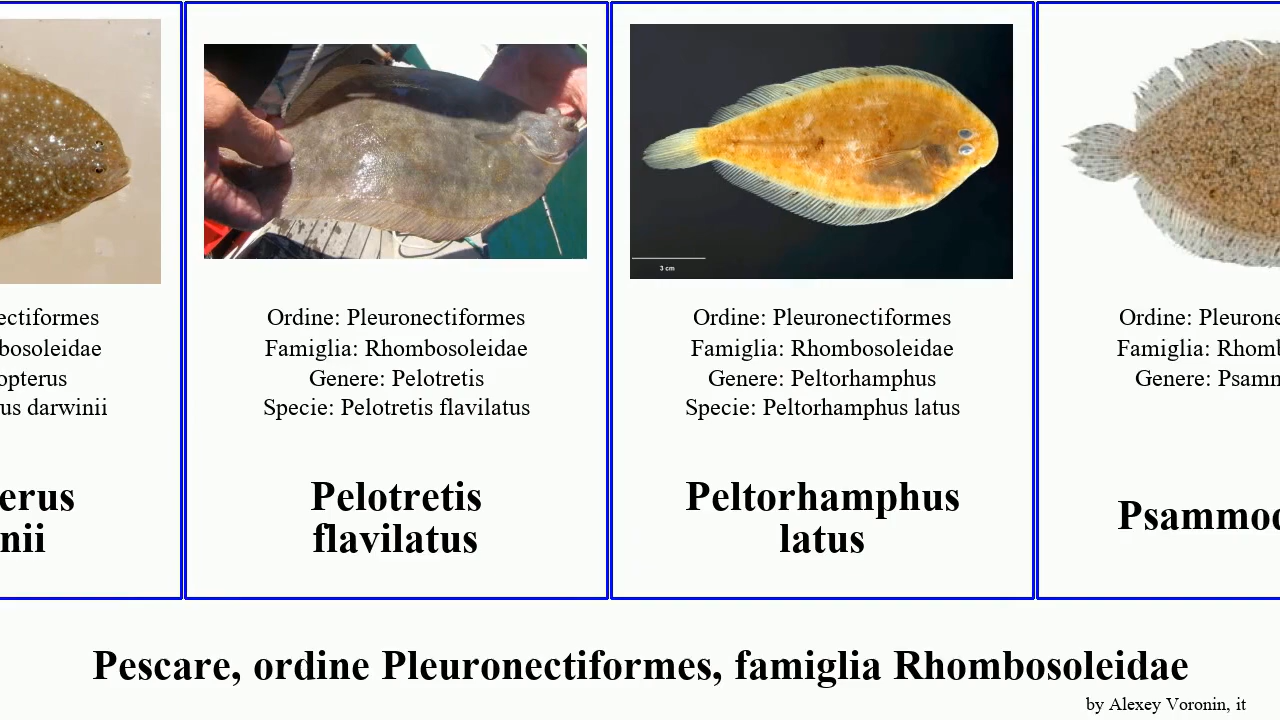 ectiformes
bosoleidae
opterus
us darwinii
erus
nii
3 cm
Ordine: Pleuronectiformes
Famiglia: Rhombosoleidae
Genere: Pelotretis
Specie: Pelotretis flavilatus
Pelotretis
flavilatus
Ordine: Pleuronectiformes
Famiglia: Rhombosoleidae
Genere: Peltorhamphus
Specie: Peltorhamphus latus
Peltorhamphus
latus
Ordine: Pleurone
Famiglia: Rhomb
Genere: Psamm
Psammod
Pescare, ordine Pleuronectiformes, famiglia Rhombosoleidae
by Alexey Voronin, it